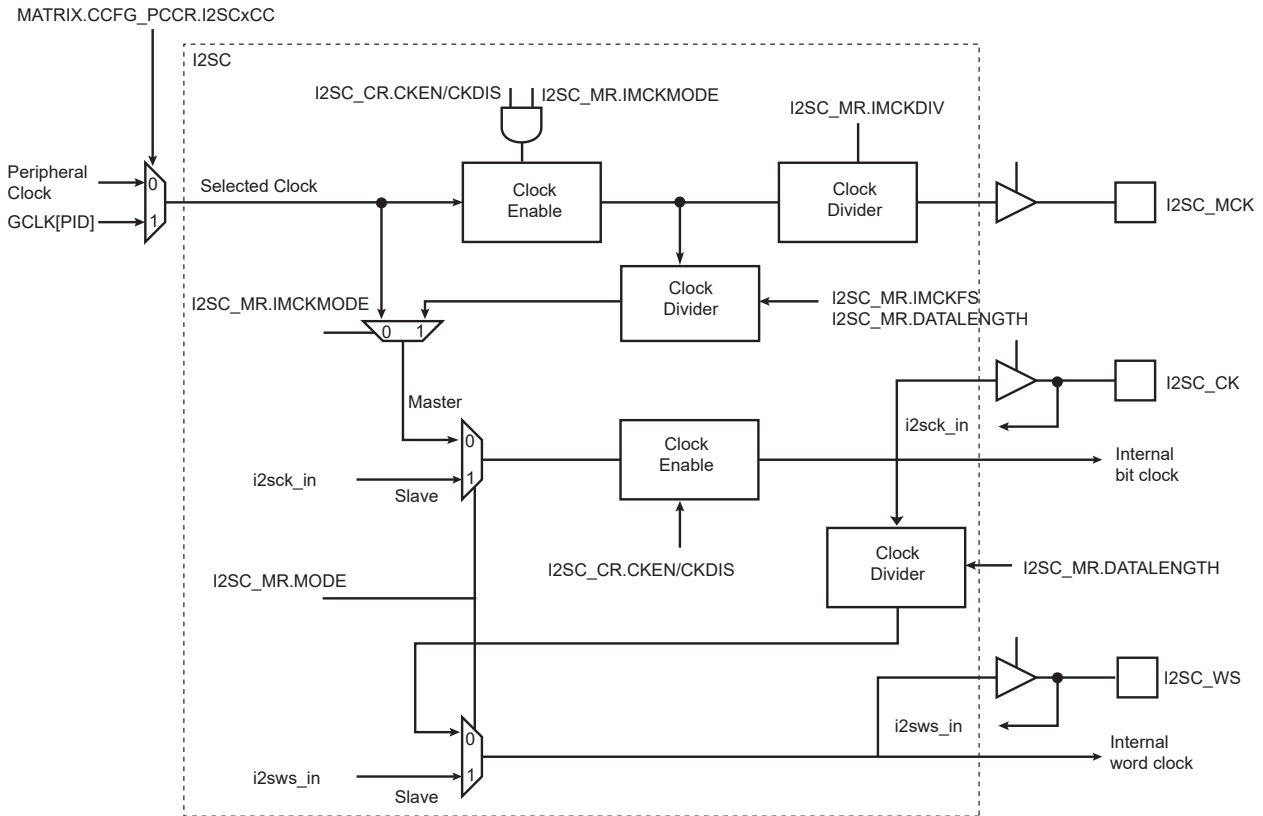 MATRIX.CCFG_PCCR.I2SCxCC
I2SC
I2SC_CR.CKEN/CKDIS
I2SC_MR.IMCKMODE
I2SC_MR.IMCKDIV
Peripheral
Clock
0
Selected Clock
Clock
Enable
Clock
Divider
I2SC_MCK
GCLK[PID]
1
Clock
Divider
I2SC_MR.IMCKFS
I2SC_MR.DATALENGTH
I2SC_MR.IMCKMODE
0 1
I2SC_CK
Master
i2sck_in
0
Clock
Enable
Internal
bit clock
i2sck_in
1
Slave
Clock
Divider
I2SC_CR.CKEN/CKDIS
I2SC_MR.DATALENGTH
I2SC_MR.MODE
I2SC_WS
i2sws_in
0
Internal
word clock
i2sws_in
1
Slave